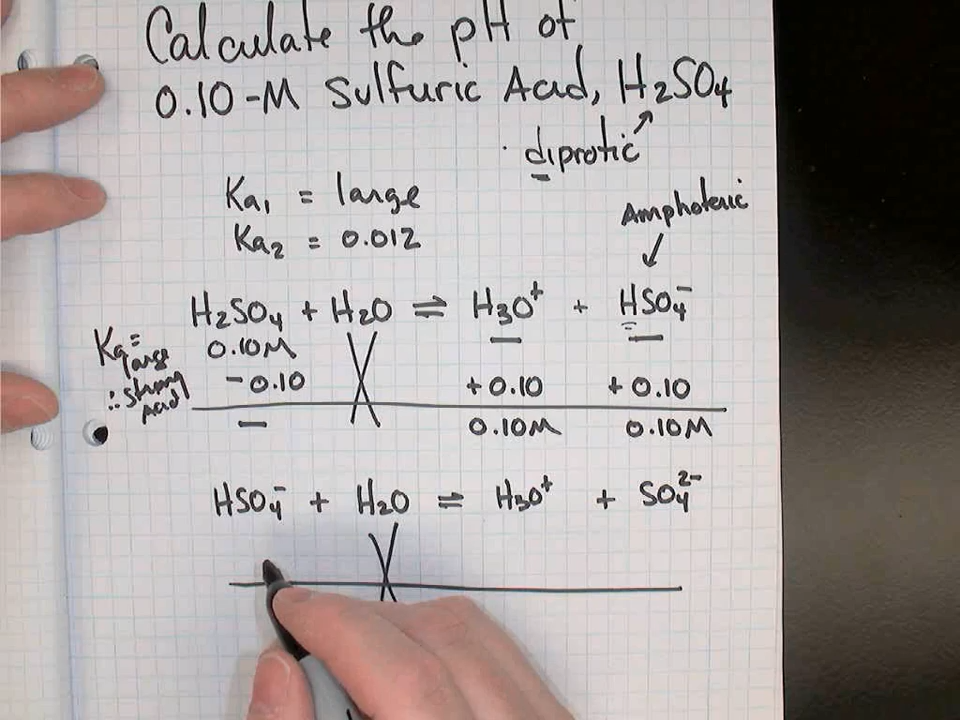 Calculate the pH of
0.10-M Sulfuric Acid, H2SO4
diprotic
Ka1 = large
Ka2 = 0.012
Amphoteric
H2SO4 + H2O ⇌ H3O+ + HSO4-
Ka = large ∴ strong acid
0.10M X — —
-0.10 +0.10 +0.10
— 0.10M 0.10M
HSO4- + H2O ⇌ H3O+ + SO4 2-
X